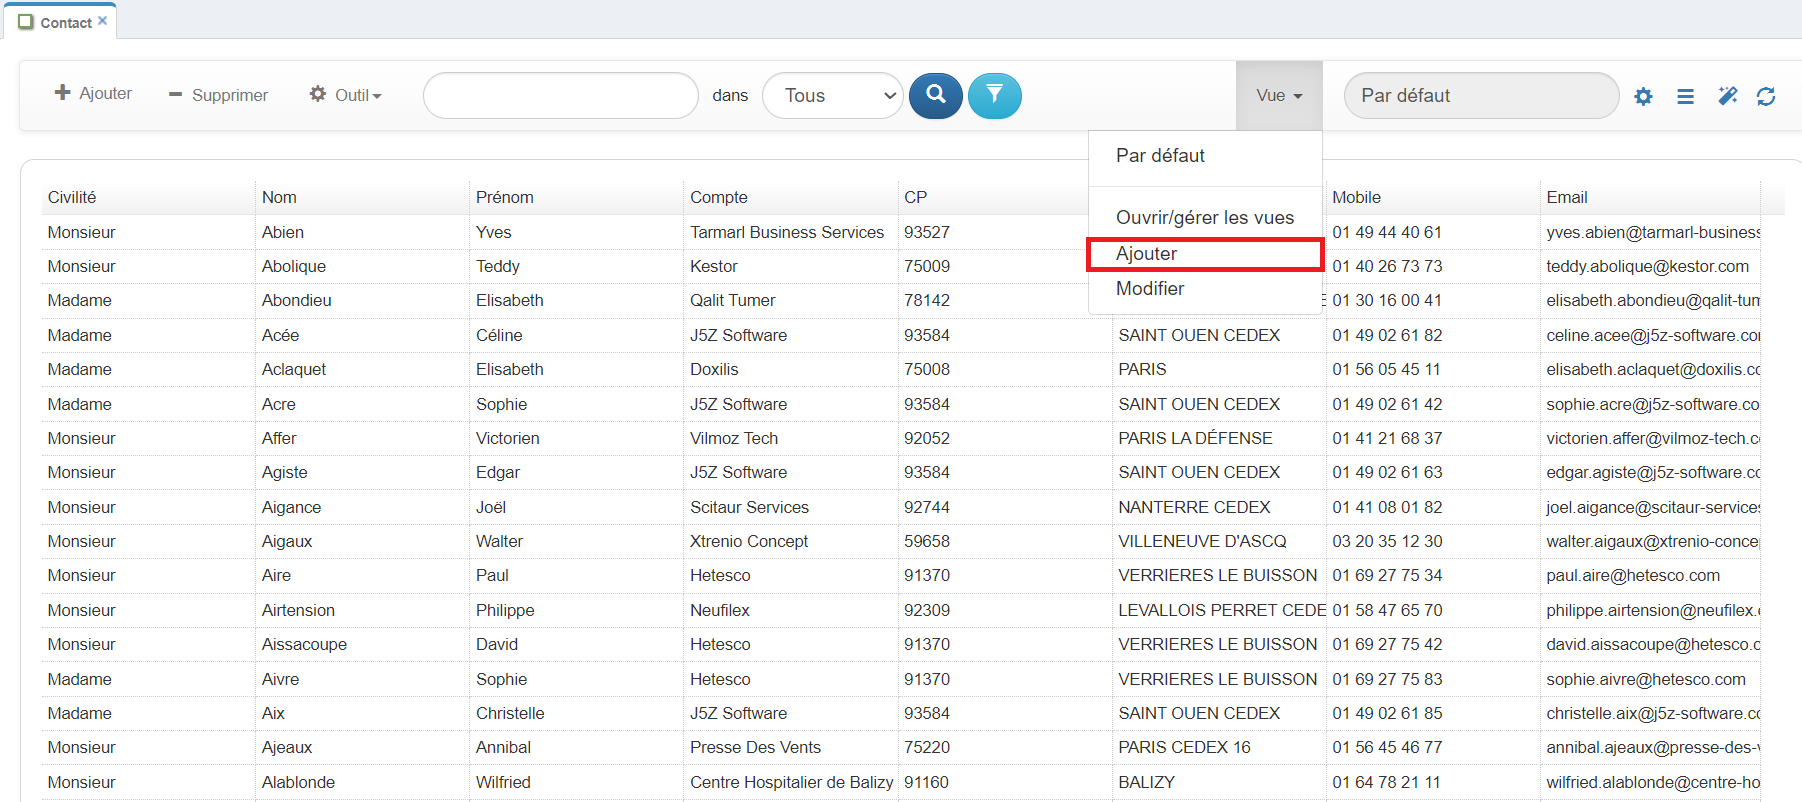 Contact
Ajouter Supprimer Outil dans Tous Vue Par défaut
Par défaut
Ouvrir/gérer les vues
Ajouter
Modifier
Civilité Nom Prénom Compte CP Mobile Email
Monsieur Abien Yves Tarmarl Business Services 93527 01 49 44 40 61 yves.abien@tarmarl-business
Monsieur Abolique Teddy Kestor 75009 01 40 26 73 73 teddy.abolique@kestor.com
Madame Abondieu Elisabeth Qalit Tumer 78142 01 30 16 00 41 elisabeth.abondieu@qalit-tum
Madame Acée Céline J5Z Software 93584 SAINT OUEN CEDEX 01 49 02 61 82 celine.acee@j5z-software.co
Madame Aclaquet Elisabeth Doxilis 75008 PARIS 01 56 05 45 11 elisabeth.aclaquet@doxilis.co
Madame Acre Sophie J5Z Software 93584 SAINT OUEN CEDEX 01 49 02 61 42 sophie.acre@j5z-software.co
Monsieur Affer Victorien Vilmoz Tech 92052 PARIS LA DÉFENSE 01 41 21 68 37 victorien.affer@vilmoz-tech.c
Monsieur Agiste Edgar J5Z Software 93584 SAINT OUEN CEDEX 01 49 02 61 63 edgar.agiste@j5z-software.co
Monsieur Aigance Joël Scitaur Services 92744 NANTERRE CEDEX 01 41 08 01 82 joel.aigance@scitaur-services
Monsieur Aigaux Walter Xtrenio Concept 59658 VILLENEUVE D'ASCQ 03 20 35 12 30 walter.aigaux@xtrenio-conce
Monsieur Aire Paul Hetesco 91370 VERRIERES LE BUISSON 01 69 27 75 34 paul.aire@hetesco.com
Monsieur Airtension Philippe Neufilex 92309 LEVALLOIS PERRET CEDE 01 58 47 65 70 philippe.airtension@neufilex.
Monsieur Aissacoupe David Hetesco 91370 VERRIERES LE BUISSON 01 69 27 75 42 david.aissacoupe@hetesco.c
Madame Aivre Sophie Hetesco 91370 VERRIERES LE BUISSON 01 69 27 75 83 sophie.aivre@hetesco.com
Madame Aix Christelle J5Z Software 93584 SAINT OUEN CEDEX 01 49 02 61 85 christelle.aix@j5z-software.co
Monsieur Ajeaux Annibal Presse Des Vents 75220 PARIS CEDEX 16 01 56 45 46 77 annibal.ajeaux@presse-des-v
Monsieur Alablonde Wilfried Centre Hospitalier de Balizy 91160 BALIZY 01 64 78 21 11 wilfried.alablonde@centre-ho